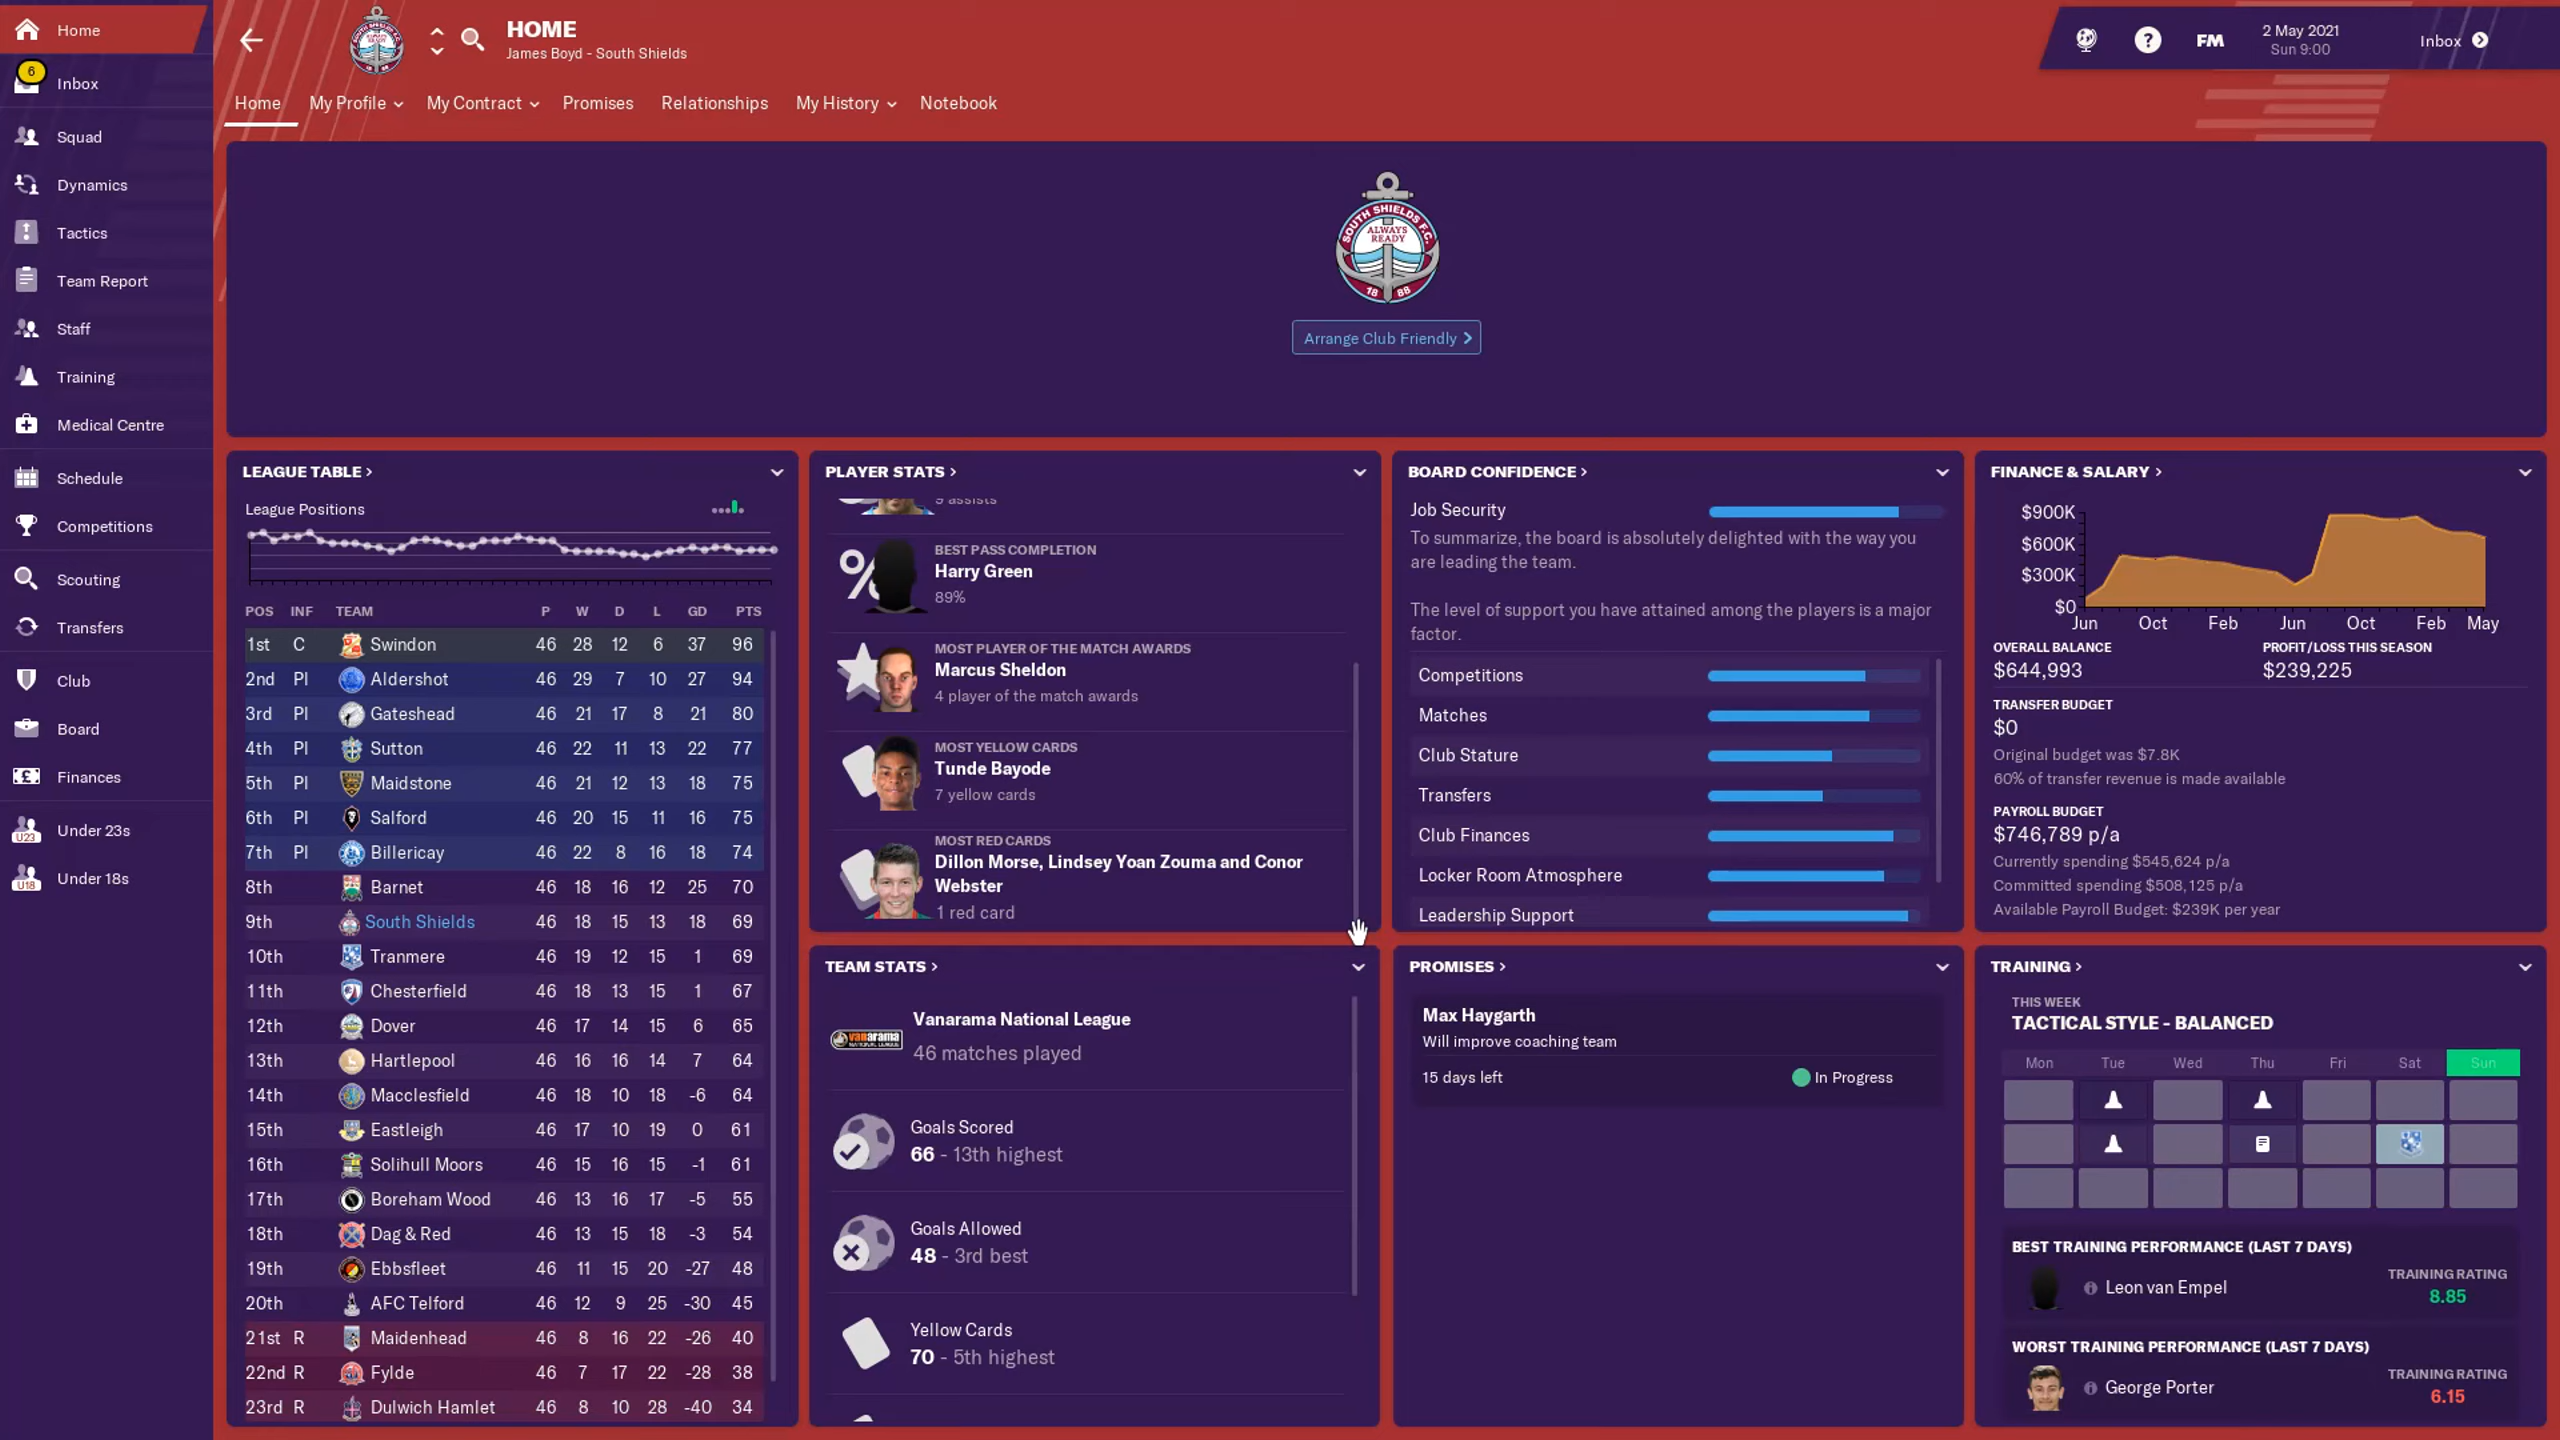 Home
6
Inbox
Squad
Dynamics
Tactics
Team Report
Staff
Training
Medical Centre
Schedule
Competitions
Scouting
Transfers
Club
Board
Finances
U23
Under 23s
U18
Under 18s
HOME
James Boyd - South Shields
FM
2 May 2021
Sun 9:00
Inbox
Home
My Profile
My Contract
Promises
Relationships
My History
Notebook
SOUTH SHIELDS F.C.
ALWAYS
READY
18 88
Arrange Club Friendly
LEAGUE TABLE
League Positions
POS INF TEAM P W D L GD PTS
1st C Swindon 46 28 12 6 37 96
2nd Pl Aldershot 46 29 7 10 27 94
3rd Pl Gateshead 46 21 17 8 21 80
4th Pl Sutton 46 22 11 13 22 77
5th Pl Maidstone 46 21 12 13 18 75
6th Pl Salford 46 20 15 11 16 75
7th Pl Billericay 46 22 8 16 18 74
8th Barnet 46 18 16 12 25 70
9th South Shields 46 18 15 13 18 69
10th Tranmere 46 19 12 15 1 69
11th Chesterfield 46 18 13 15 1 67
12th Dover 46 17 14 15 6 65
13th Hartlepool 46 16 16 14 7 64
14th Macclesfield 46 18 10 18 -6 64
15th Eastleigh 46 17 10 19 0 61
16th Solihull Moors 46 15 16 15 -1 61
17th Boreham Wood 46 13 16 17 -5 55
18th Dag & Red 46 13 15 18 -3 54
19th Ebbsfleet 46 11 15 20 -27 48
20th AFC Telford 46 12 9 25 -30 45
21st R Maidenhead 46 8 16 22 -26 40
22nd R Fylde 46 7 17 22 -28 38
23rd R Dulwich Hamlet 46 8 10 28 -40 34
PLAYER STATS
9 assists
BEST PASS COMPLETION
Harry Green
89%
MOST PLAYER OF THE MATCH AWARDS
Marcus Sheldon
4 player of the match awards
MOST YELLOW CARDS
Tunde Bayode
7 yellow cards
MOST RED CARDS
Dillon Morse, Lindsey Yoan Zouma and Conor
Webster
1 red card
TEAM STATS
vanarama
NATIONAL LEAGUE
Vanarama National League
46 matches played
Goals Scored
66 - 13th highest
Goals Allowed
48 - 3rd best
Yellow Cards
70 - 5th highest
BOARD CONFIDENCE
Job Security
To summarize, the board is absolutely delighted with the way you
are leading the team.
The level of support you have attained among the players is a major
factor.
Competitions
Matches
Club Stature
Transfers
Club Finances
Locker Room Atmosphere
Leadership Support
PROMISES
Max Haygarth
Will improve coaching team
15 days left In Progress
FINANCE & SALARY
$900K
$600K
$300K
$0
Jun Oct Feb Jun Oct Feb May
OVERALL BALANCE PROFIT/LOSS THIS SEASON
$644,993 $239,225
TRANSFER BUDGET
$0
Original budget was $7.8K
60% of transfer revenue is made available
PAYROLL BUDGET
$746,789 p/a
Currently spending $545,624 p/a
Committed spending $508,125 p/a
Available Payroll Budget: $239K per year
TRAINING
THIS WEEK
TACTICAL STYLE - BALANCED
Mon Tue Wed Thu Fri Sat Sun
BEST TRAINING PERFORMANCE (LAST 7 DAYS)
TRAINING RATING
Leon van Empel
8.85
WORST TRAINING PERFORMANCE (LAST 7 DAYS)
TRAINING RATING
George Porter
6.15